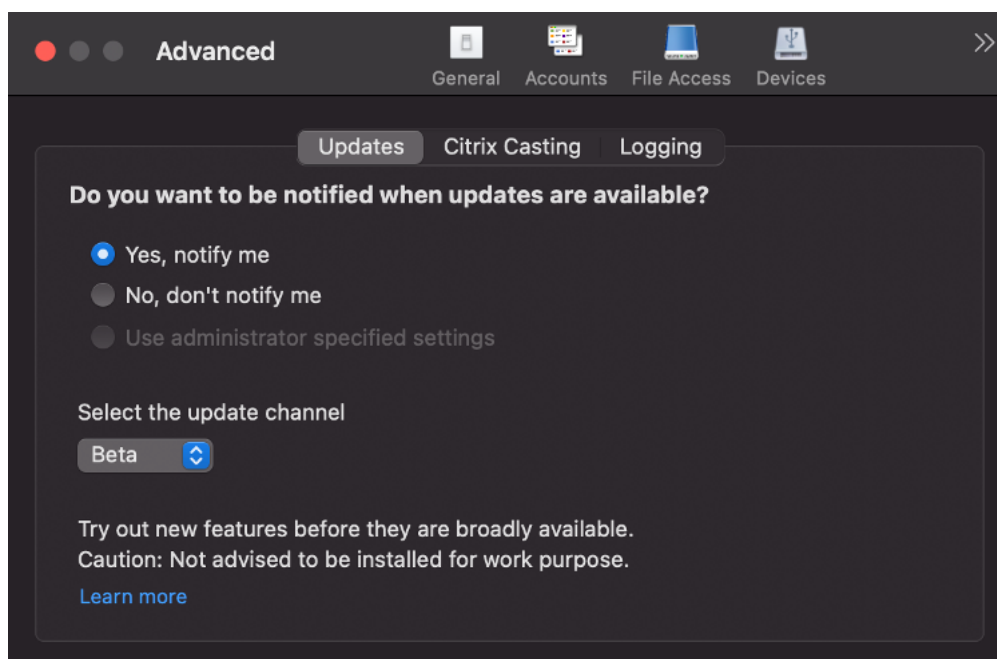 Advanced
General Accounts File Access Devices
Updates Citrix Casting Logging
Do you want to be notified when updates are available?
Yes, notify me
No, don't notify me
Use administrator specified settings
Select the update channel
Beta
Try out new features before they are broadly available.
Caution: Not advised to be installed for work purpose.
Learn more